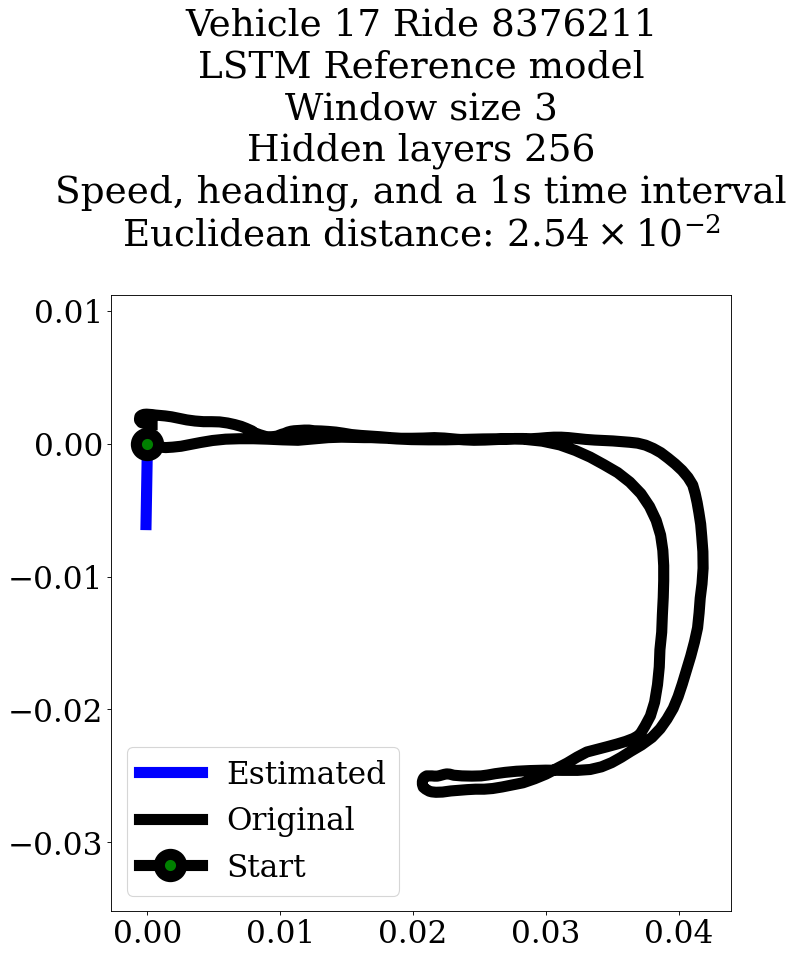 Vehicle 17 Ride 8376211
LSTM Reference model
Window size 3
Hidden layers 256
Speed, heading, and a 1s time interval
Euclidean distance: 2.54 × 10⁻²
0.01
0.00
−0.01
−0.02
−0.03
Estimated
Original
Start
0.00 0.01 0.02 0.03 0.04